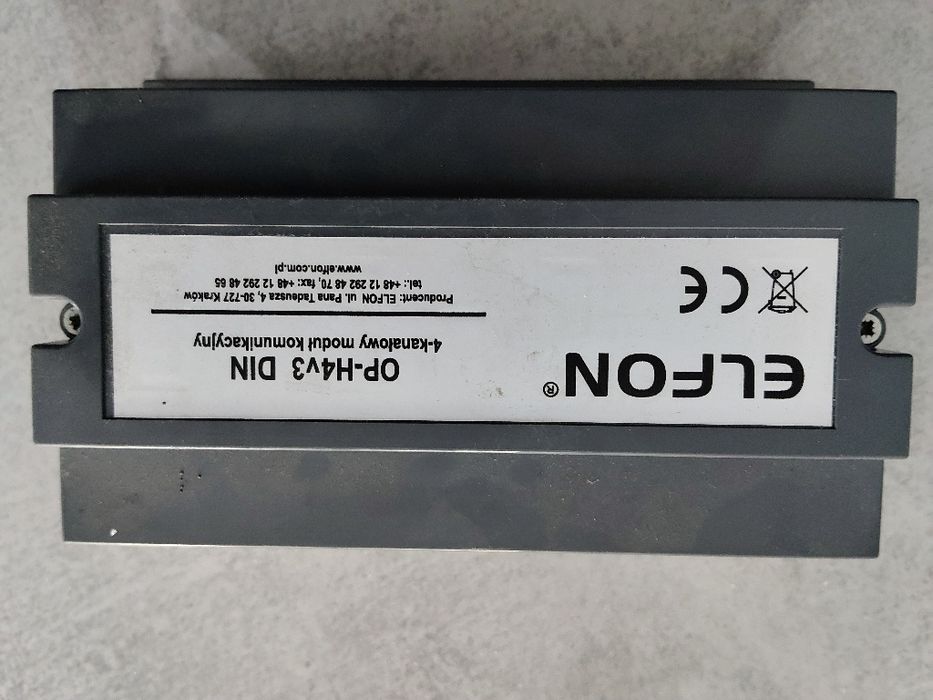 ELFON®
OP-H4v3 DIN
4-kanałowy moduł komunikacyjny
Producent: ELFON ul. Pana Tadeusza, 4, 30 727 Kraków
tel.: +48 12 292 48 70, fax: +48 12 292 48 65
www.elfon.com.pl
CE